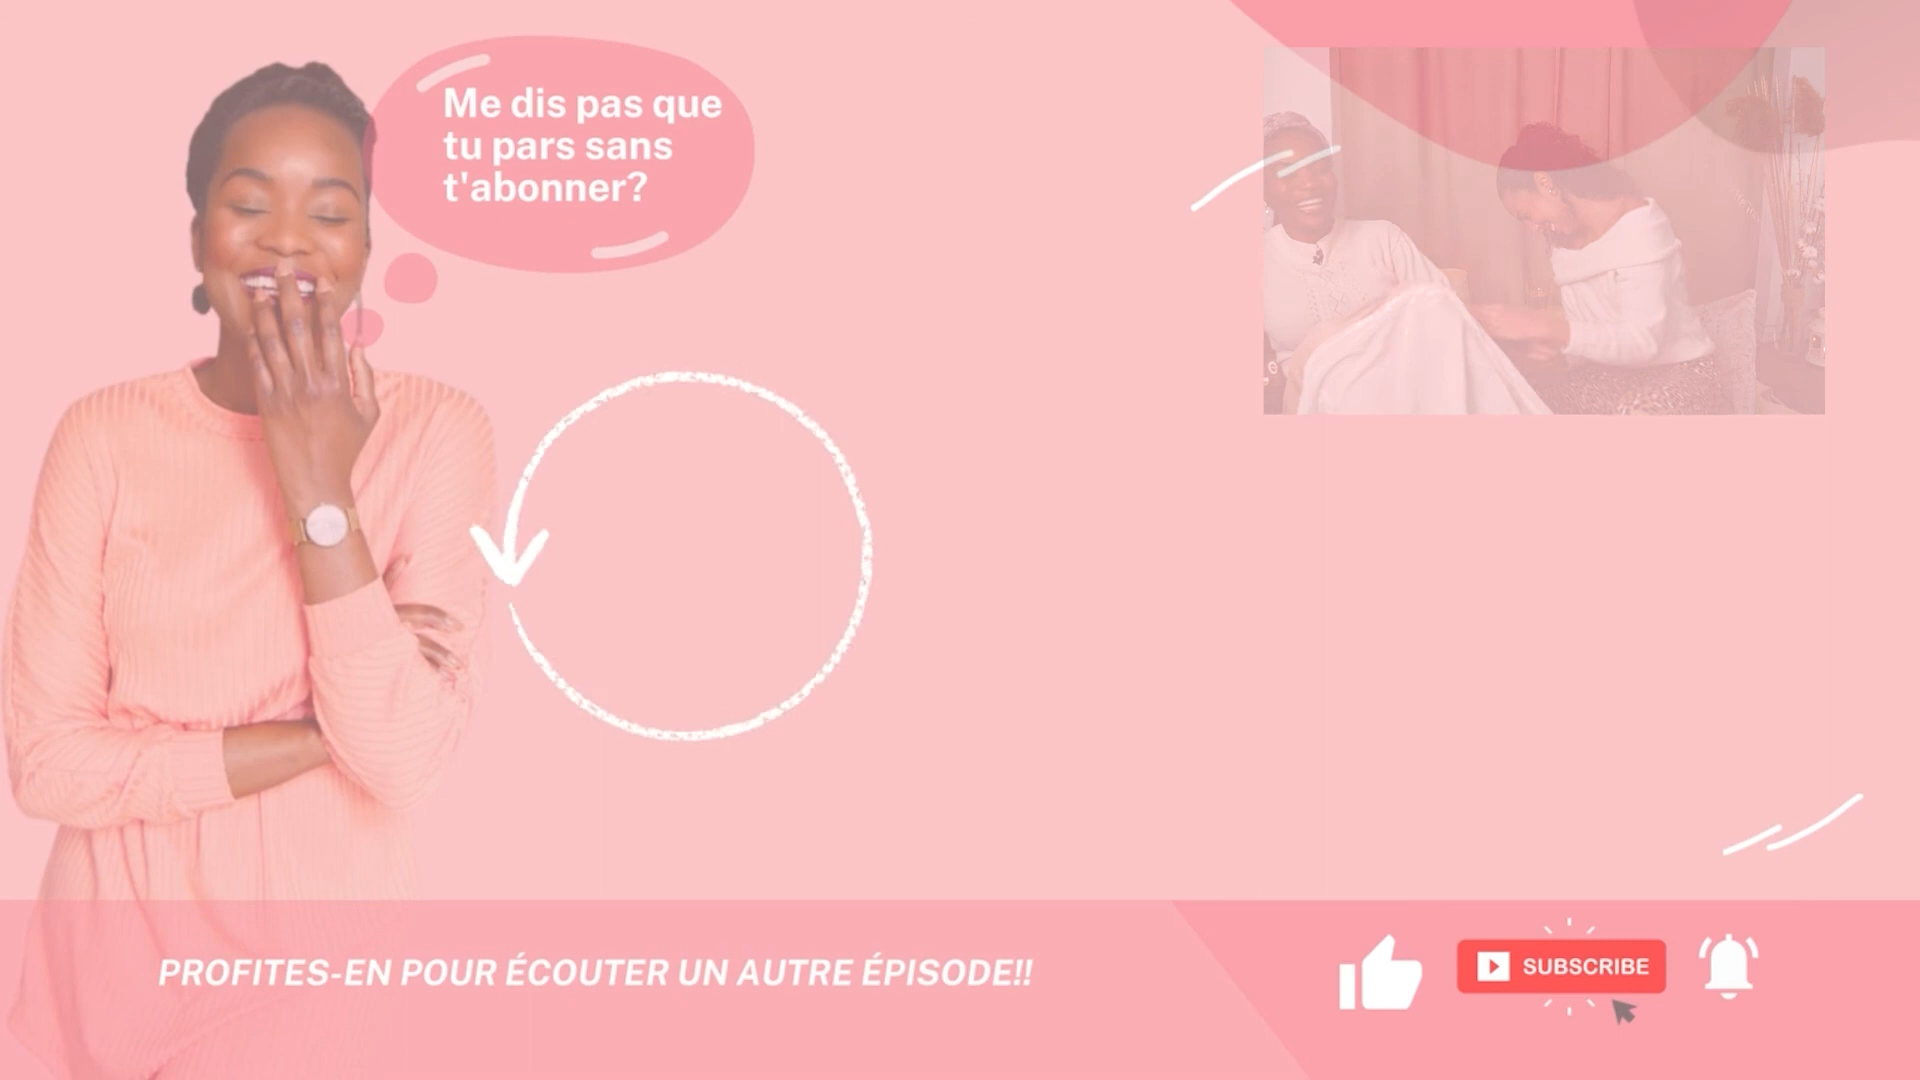 Me dis pas que
tu pars sans
t'abonner?
PROFITES-EN POUR ÉCOUTER UN AUTRE ÉPISODE!!
SUBSCRIBE